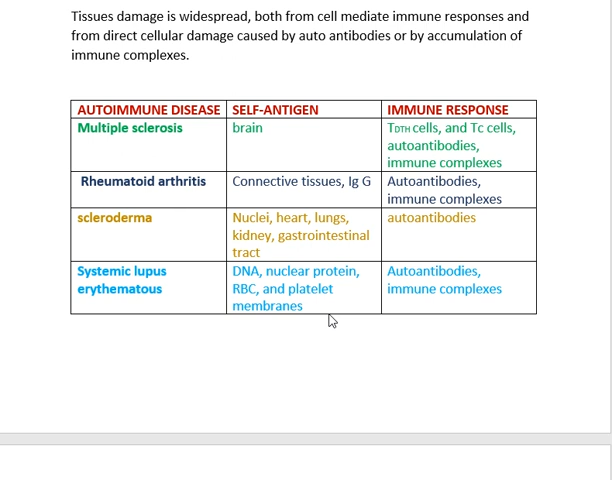 Tissues damage is widespread, both from cell mediate immune responses and
from direct cellular damage caused by auto antibodies or by accumulation of
immune complexes.
AUTOIMMUNE DISEASE SELF-ANTIGEN IMMUNE RESPONSE
Multiple sclerosis brain TDTH cells, and Tc cells,
autoantibodies,
immune complexes
Rheumatoid arthritis Connective tissues, Ig G Autoantibodies,
immune complexes
scleroderma Nuclei, heart, lungs, autoantibodies
kidney, gastrointestinal
tract
Systemic lupus DNA, nuclear protein, Autoantibodies,
erythematous RBC, and platelet immune complexes
membranes